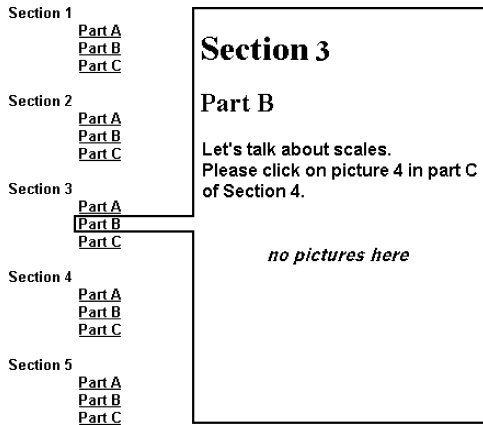 Section 1
Part A
Part B
Part C
Section 2
Part A
Part B
Part C
Section 3
Part A
Part B
Part C
Section 4
Part A
Part B
Part C
Section 5
Part A
Part B
Part C
Section 3
Part B
Let's talk about scales.
Please click on picture 4 in part C
of Section 4.
no pictures here